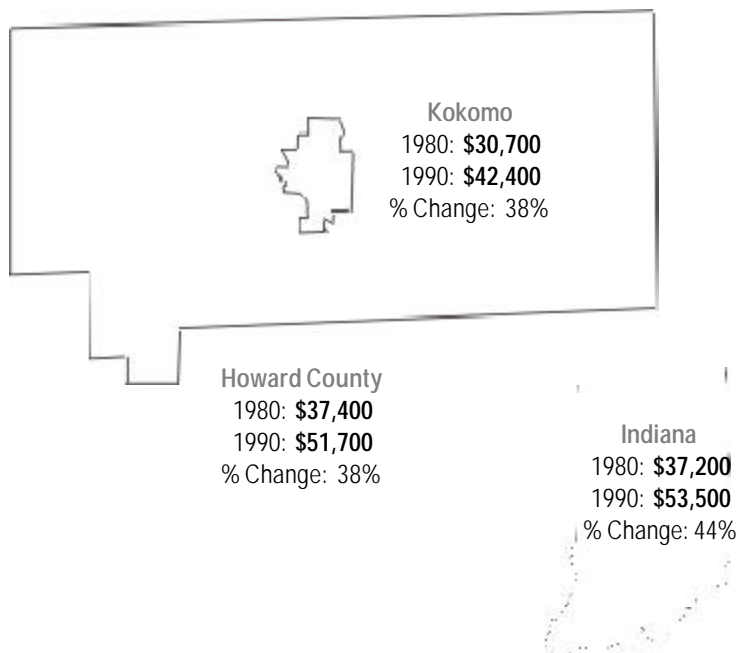 Kokomo
1980: $30,700
1990: $42,400
% Change: 38%
Howard County
1980: $37,400
1990: $51,700
% Change: 38%
Indiana
1980: $37,200
1990: $53,500
% Change: 44%